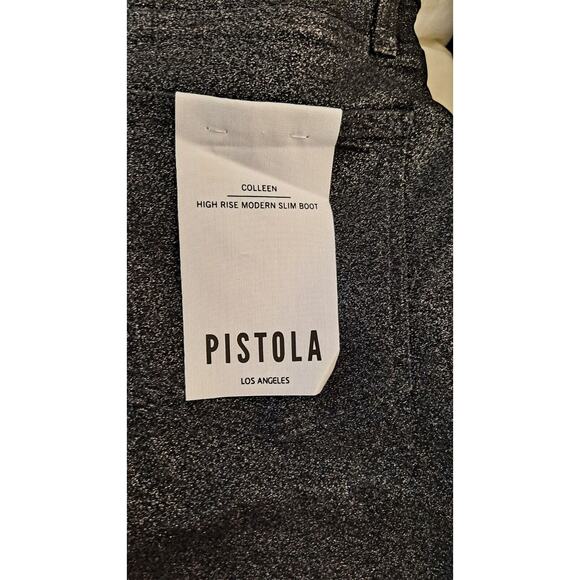 COLLEEN
HIGH RISE MODERN SLIM BOOT
PISTOLA
LOS ANGELES